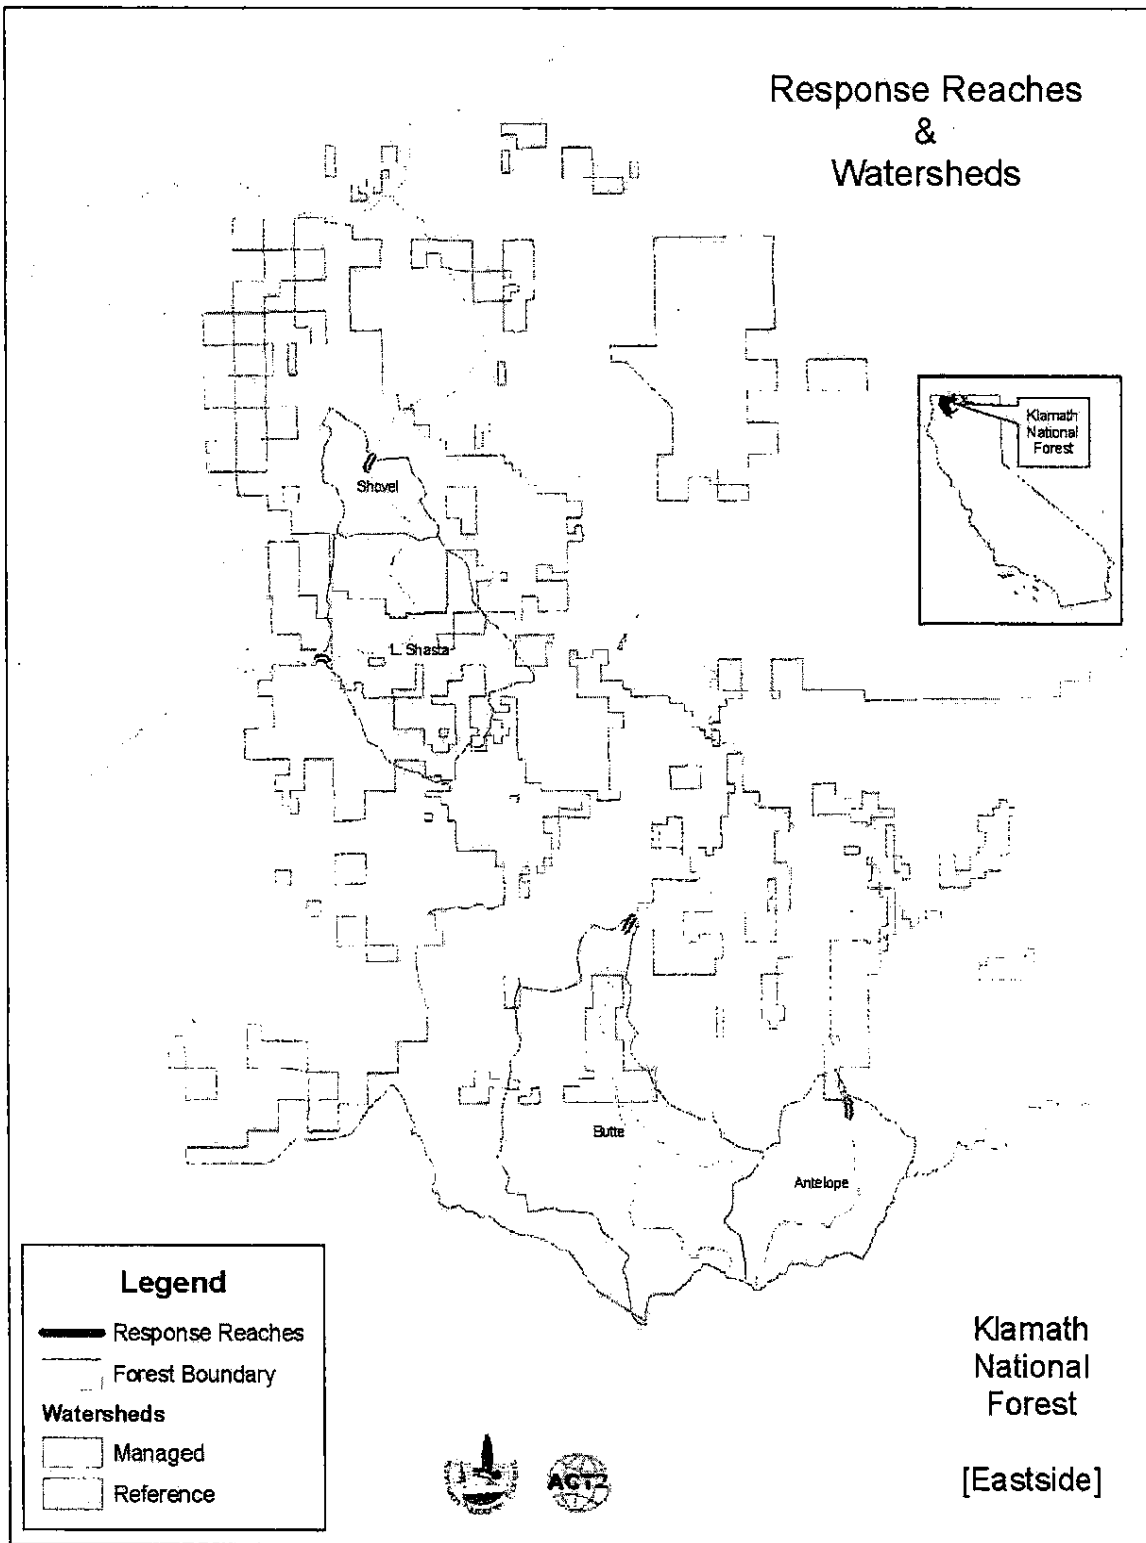 Response Reaches
&
Watersheds
Klamath
National
Forest
Shovel
L. Shasta
Butte
Antelope
Legend
Response Reaches
Forest Boundary
Watersheds
Managed
Reference
Klamath
National
Forest
[Eastside]